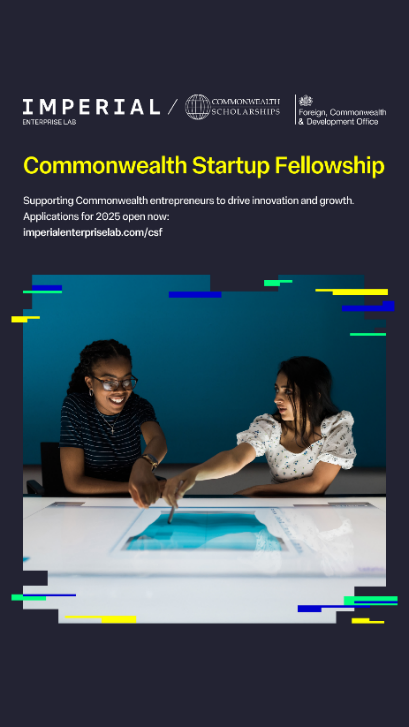 IMPERIAL
ENTERPRISE LAB
COMMONWEALTH
SCHOLARSHIPS
Foreign, Commonwealth
& Development Office
Commonwealth Startup Fellowship
Supporting Commonwealth entrepreneurs to drive innovation and growth.
Applications for 2025 open now:
imperialenterpriselab.com/csf